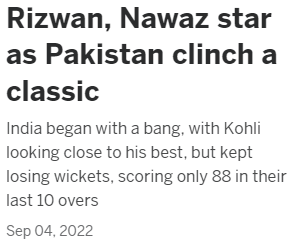 Rizwan, Nawaz star
as Pakistan clinch a
classic
India began with a bang, with Kohli
looking close to his best, but kept
losing wickets, scoring only 88 in their
last 10 overs
Sep 04, 2022